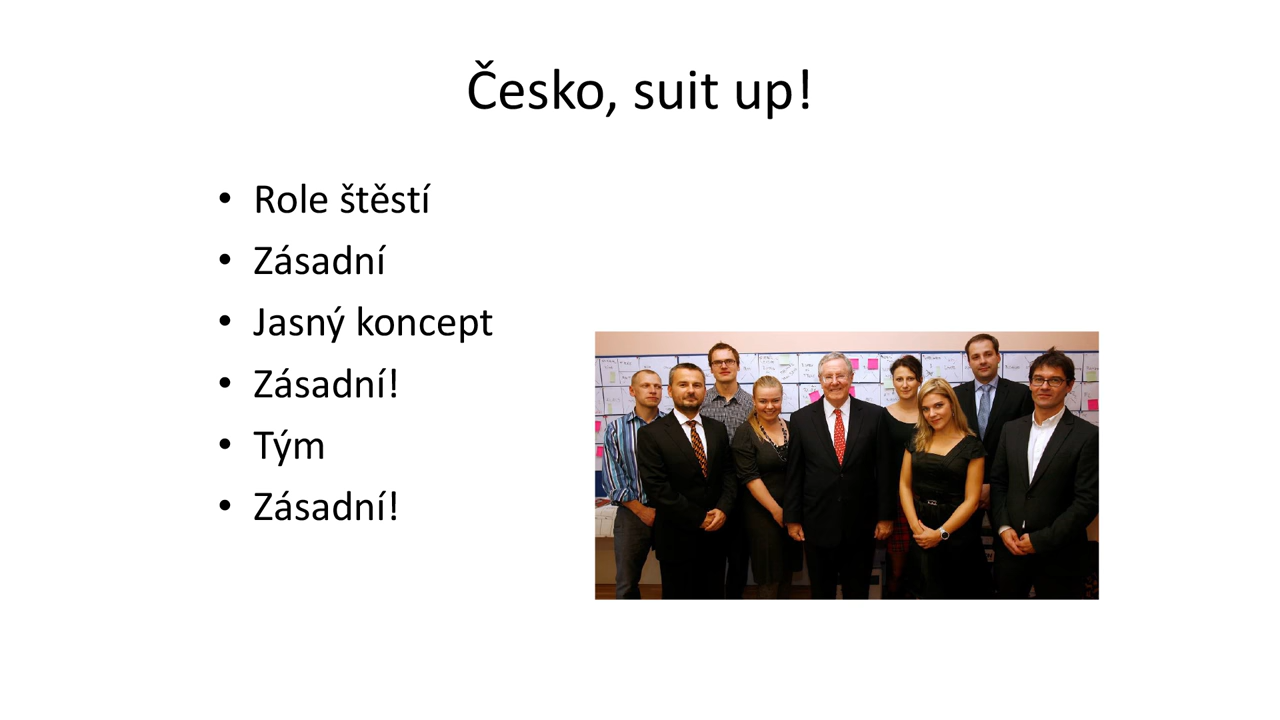 Česko, suit up!
• Role štěstí
• Zásadní
• Jasný koncept
• Zásadní!
• Tým
• Zásadní!